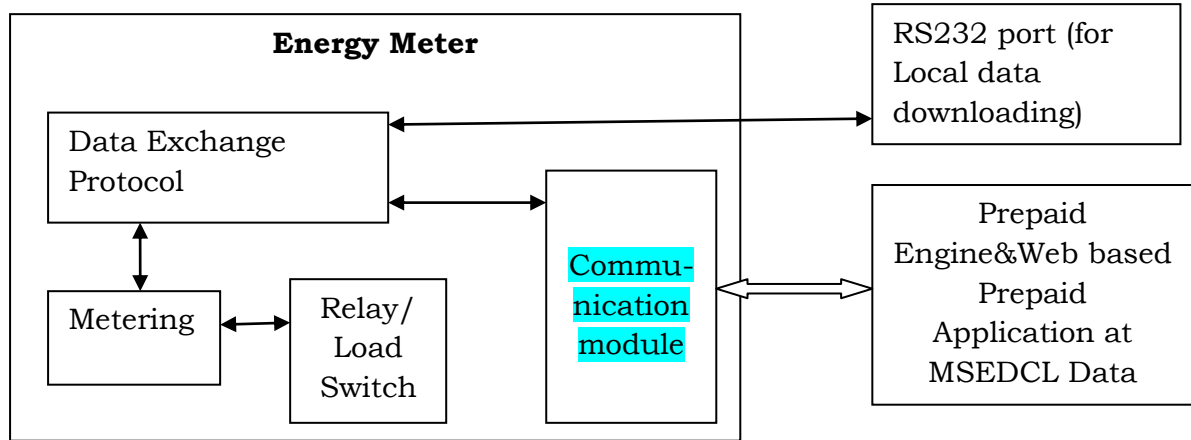 Energy Meter
RS232 port (for
Local data
downloading)
Data Exchange
Protocol
Commu-
nication
module
Prepaid
Engine&Web based
Prepaid
Application at
MSEDCL Data
Metering
Relay/
Load
Switch